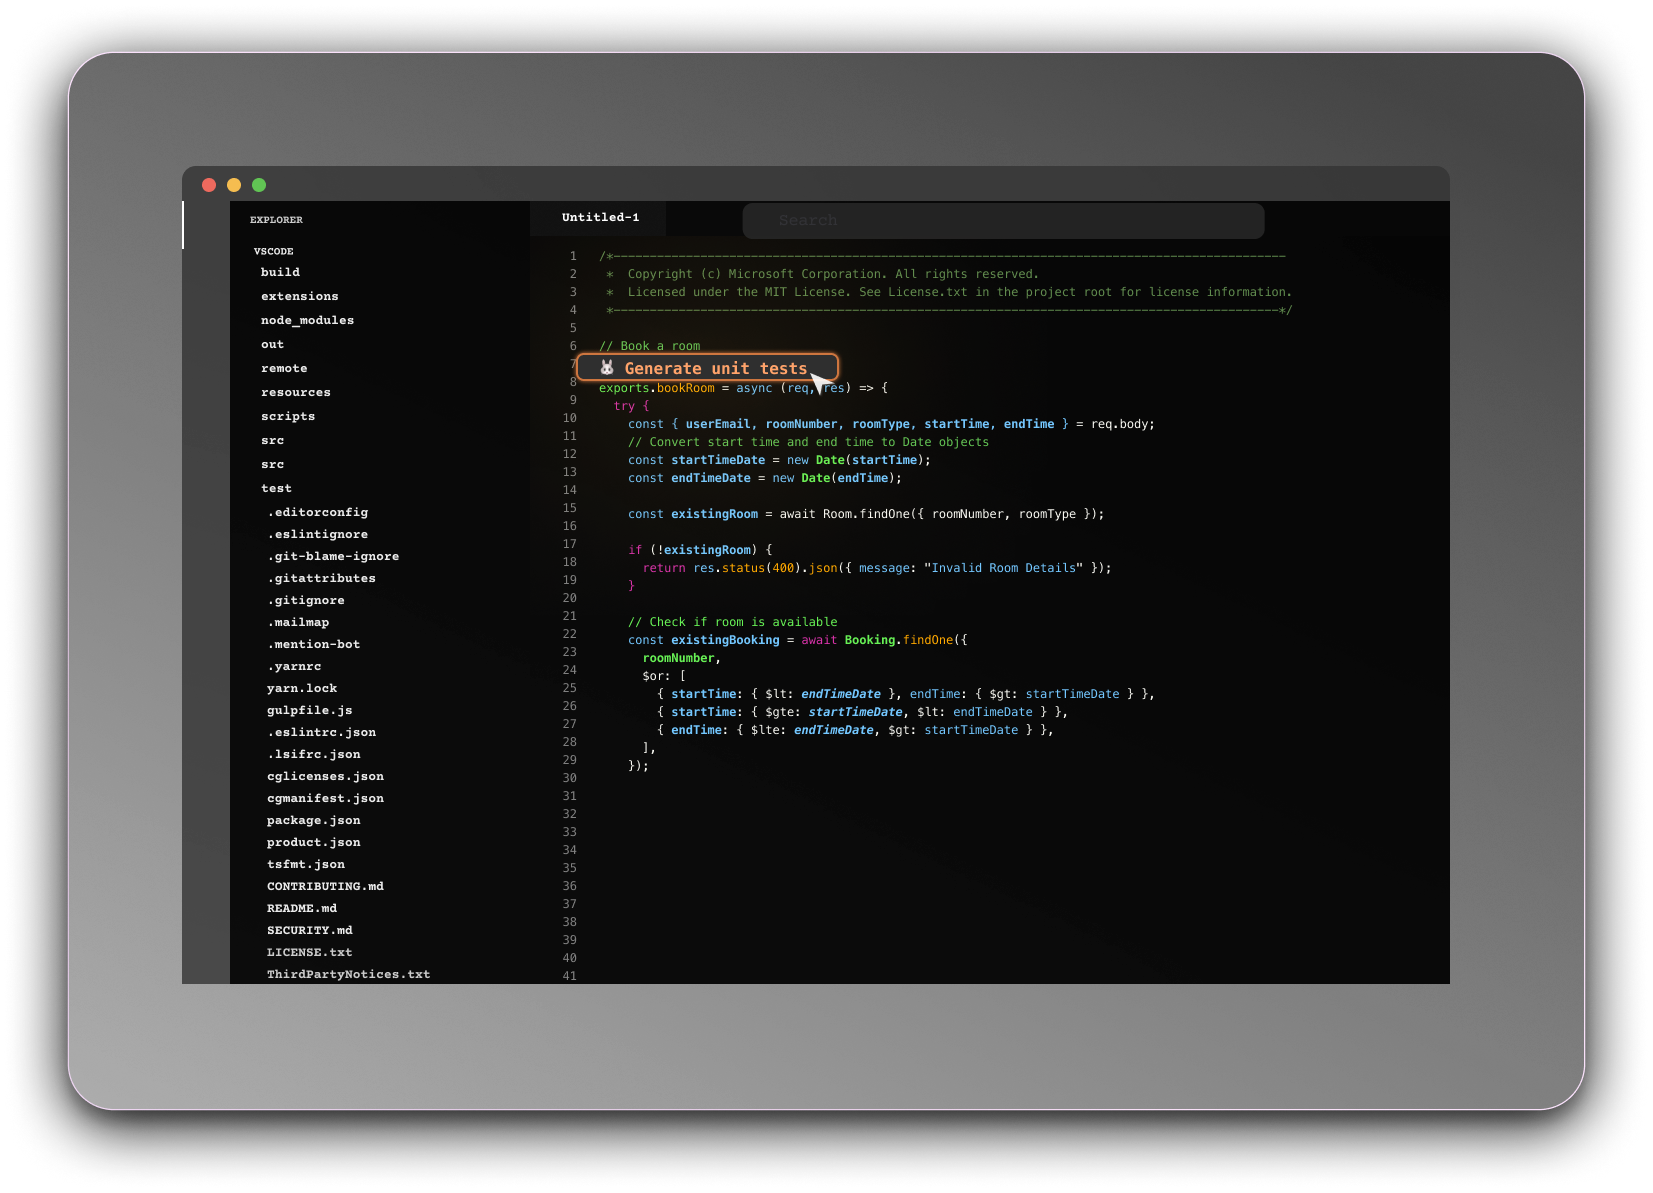 EXPLORER
VSCODE
build
extensions
node_modules
out
remote
resources
scripts
src
src
test
.editorconfig
.eslintignore
.git-blame-ignore
.gitattributes
.gitignore
.mailmap
.mention-bot
.yarnrc
yarn.lock
gulpfile.js
.eslintrc.json
.lsifrc.json
cglicenses.json
cgmanifest.json
package.json
product.json
tsfmt.json
CONTRIBUTING.md
README.md
SECURITY.md
LICENSE.txt
ThirdPartyNotices.txt
Untitled-1
Search
1 /*---------------------------------------------------------------------------------------------
2 * Copyright (c) Microsoft Corporation. All rights reserved.
3 * Licensed under the MIT License. See License.txt in the project root for license information.
4 *--------------------------------------------------------------------------------------------*/
5
6 // Book a room
7 🐰 Generate unit tests
8 exports.bookRoom = async (req, res) => {
9 try {
10 const { userEmail, roomNumber, roomType, startTime, endTime } = req.body;
11 // Convert start time and end time to Date objects
12 const startTimeDate = new Date(startTime);
13 const endTimeDate = new Date(endTime);
14
15 const existingRoom = await Room.findOne({ roomNumber, roomType });
16
17 if (!existingRoom) {
18 return res.status(400).json({ message: "Invalid Room Details" });
19 }
20
21 // Check if room is available
22 const existingBooking = await Booking.findOne({
23 roomNumber,
24 $or: [
25 { startTime: { $lt: endTimeDate }, endTime: { $gt: startTimeDate } },
26 { startTime: { $gte: startTimeDate, $lt: endTimeDate } },
27 { endTime: { $lte: endTimeDate, $gt: startTimeDate } },
28 ],
29 });
30
31
32
33
34
35
36
37
38
39
40
41